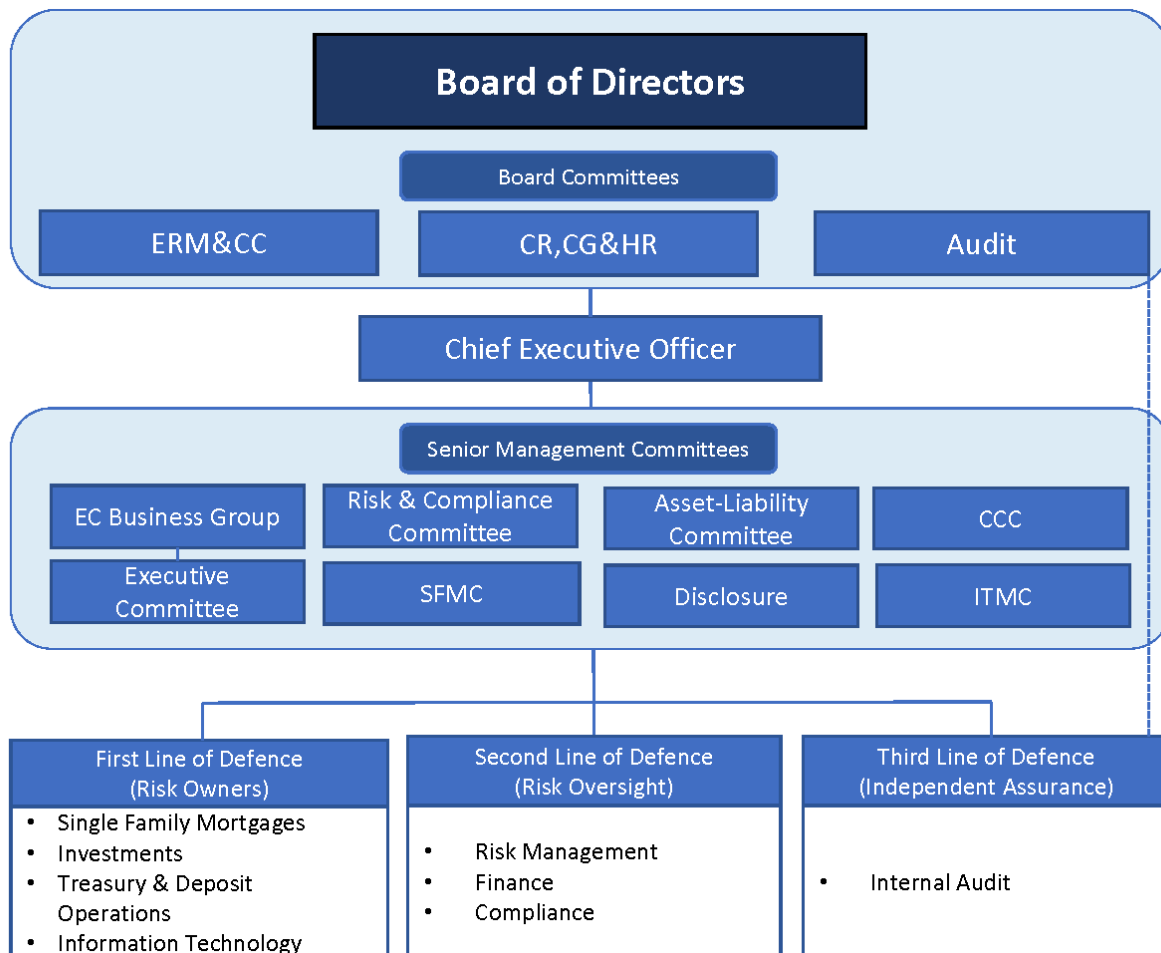 Board of Directors
Board Committees
ERM&CC
CR,CG&HR
Audit
Chief Executive Officer
Senior Management Committees
EC Business Group
Risk & Compliance
Committee
Asset-Liability
Committee
CCC
Executive
Committee
SFMC
Disclosure
ITMC
First Line of Defence
(Risk Owners)
• Single Family Mortgages
• Investments
• Treasury & Deposit
Operations
• Information Technology
Second Line of Defence
(Risk Oversight)
• Risk Management
• Finance
• Compliance
Third Line of Defence
(Independent Assurance)
• Internal Audit